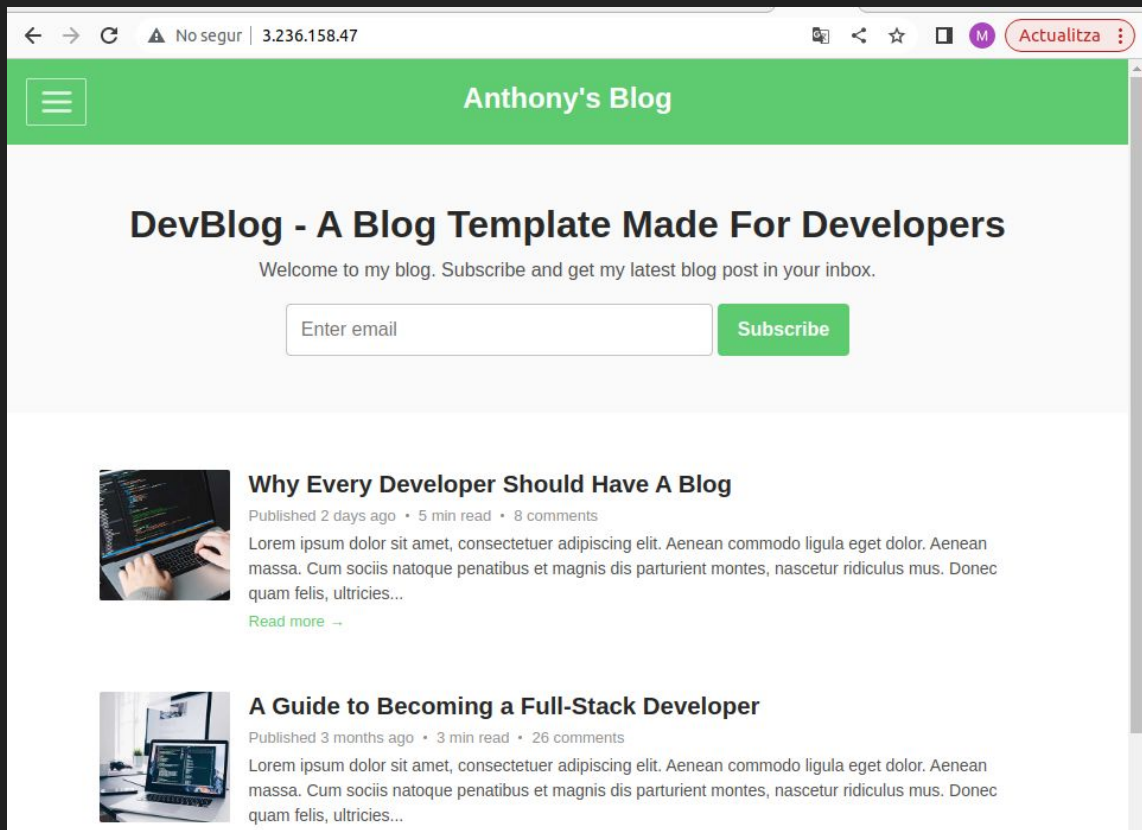 No segur
3.236.158.47
M
Actualitza
Anthony's Blog
DevBlog - A Blog Template Made For Developers
Welcome to my blog. Subscribe and get my latest blog post in your inbox.
Enter email
Subscribe
Why Every Developer Should Have A Blog
Published 2 days ago • 5 min read • 8 comments
Lorem ipsum dolor sit amet, consectetuer adipiscing elit. Aenean commodo ligula eget dolor. Aenean
massa. Cum sociis natoque penatibus et magnis dis parturient montes, nascetur ridiculus mus. Donec
quam felis, ultricies...
Read more →
A Guide to Becoming a Full-Stack Developer
Published 3 months ago • 3 min read • 26 comments
Lorem ipsum dolor sit amet, consectetuer adipiscing elit. Aenean commodo ligula eget dolor. Aenean
massa. Cum sociis natoque penatibus et magnis dis parturient montes, nascetur ridiculus mus. Donec
quam felis, ultricies...